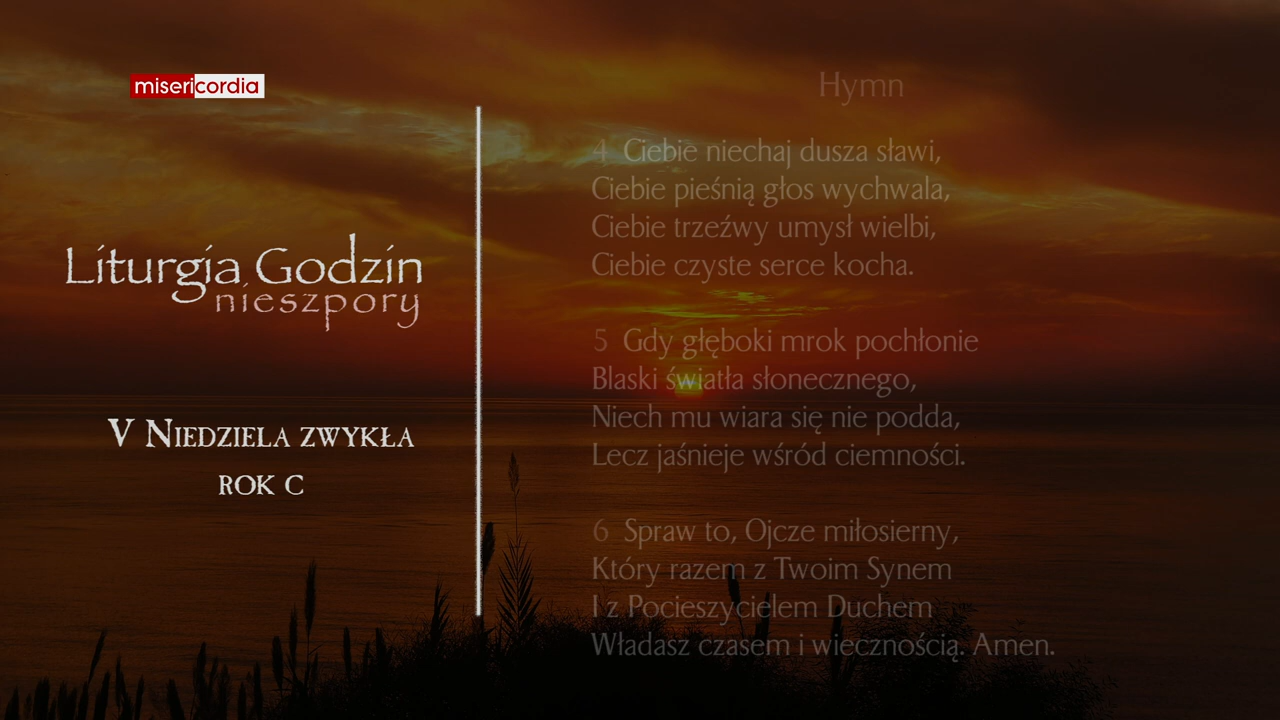 misericordia
Liturgia Godzin
nieszpory
V Niedziela zwykła
rok C
Hymn
4 Ciebie niechaj dusza sławi,
Ciebie pieśnią głos wychwala,
Ciebie trzeźwy umysł wielbi,
Ciebie czyste serce kocha.
5 Gdy głęboki mrok pochłonie
Blaski światła słonecznego,
Niech mu wiara się nie podda,
Lecz jaśnieje wśród ciemności.
6 Spraw to, Ojcze miłosierny,
Który razem z Twoim Synem
I z Pocieszycielem Duchem
Władasz czasem i wiecznością. Amen.